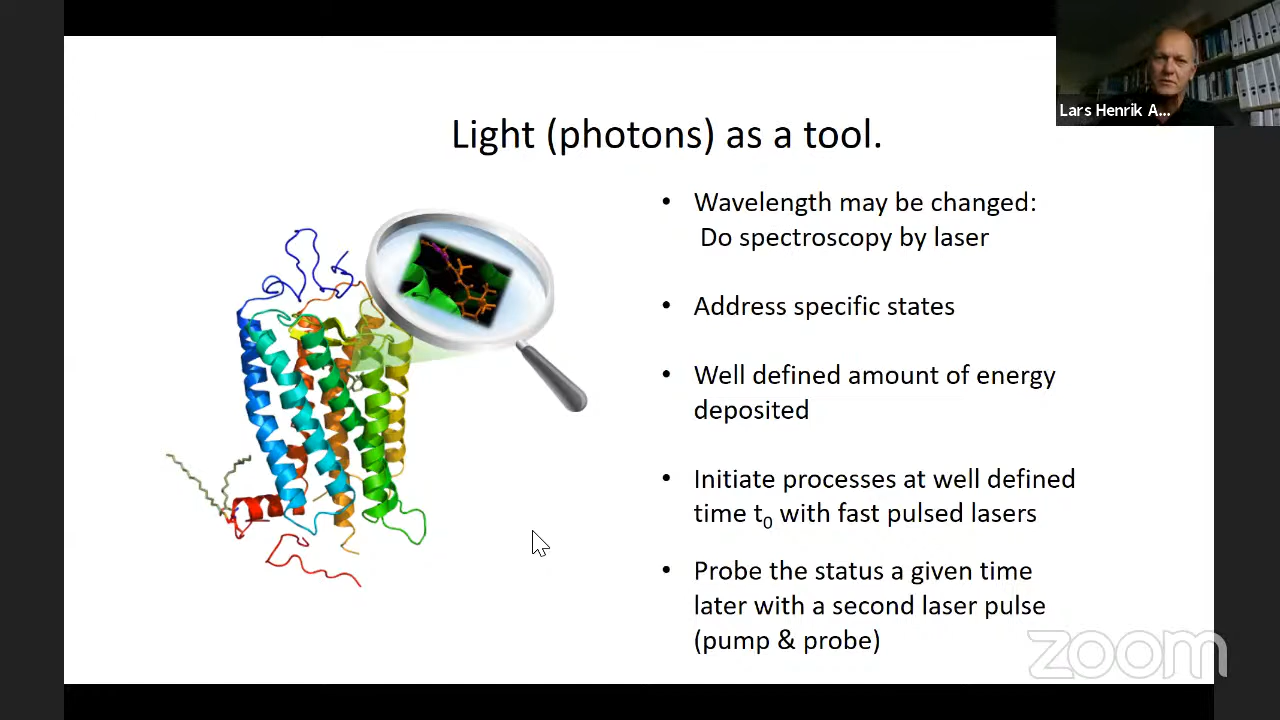 Lars Henrik A...
Light (photons) as a tool.
• Wavelength may be changed:
Do spectroscopy by laser
• Address specific states
• Well defined amount of energy
deposited
• Initiate processes at well defined
time t0 with fast pulsed lasers
• Probe the status a given time
later with a second laser pulse
(pump & probe)
zoom